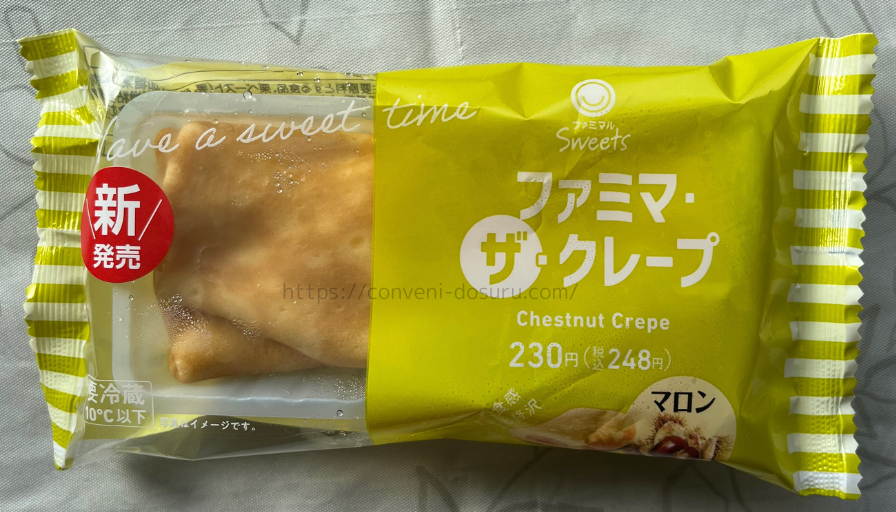 ave a sweet time
ファミマル
Sweets
新
発売
ファミマ・
ザ・クレープ
Chestnut Crepe
230円(税込248円)
マロン
要冷蔵
10°C以下
イメージです。
https://conveni-dosuru.com/